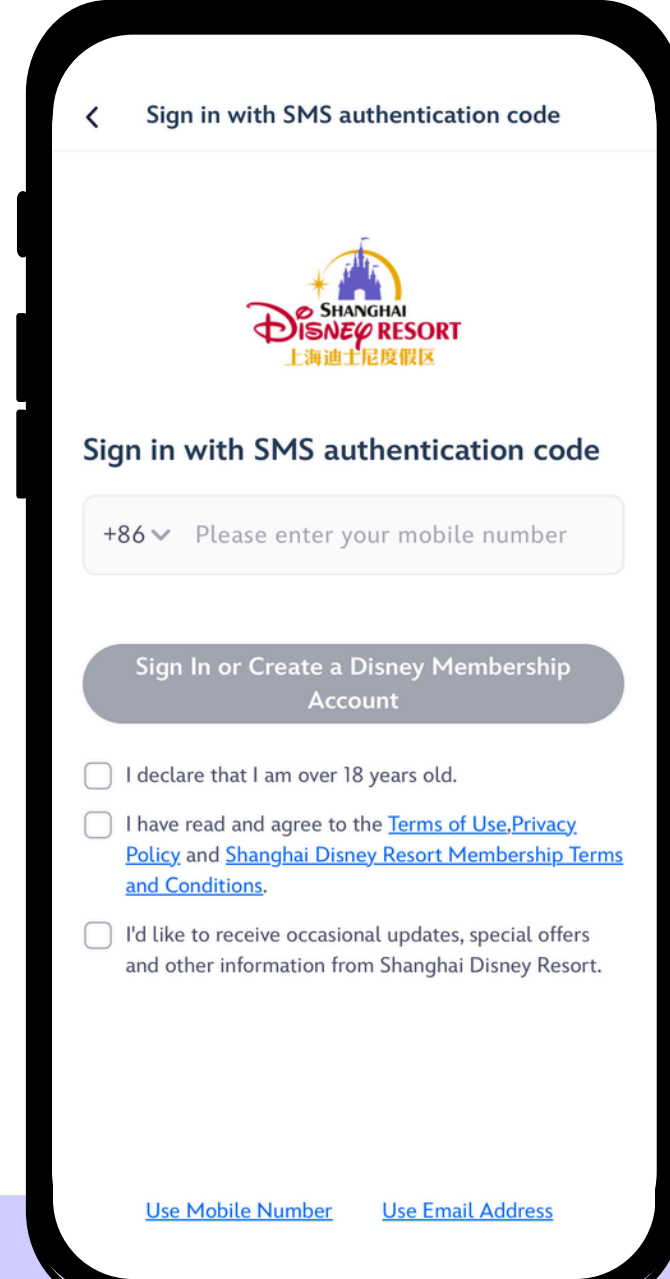 Sign in with SMS authentication code
SHANGHAI
Disney RESORT
上海迪士尼度假区
Sign in with SMS authentication code
+86 Please enter your mobile number
Sign In or Create a Disney Membership
Account
I declare that I am over 18 years old.
I have read and agree to the Terms of Use,Privacy
Policy and Shanghai Disney Resort Membership Terms
and Conditions.
I'd like to receive occasional updates, special offers
and other information from Shanghai Disney Resort.
Use Mobile Number Use Email Address